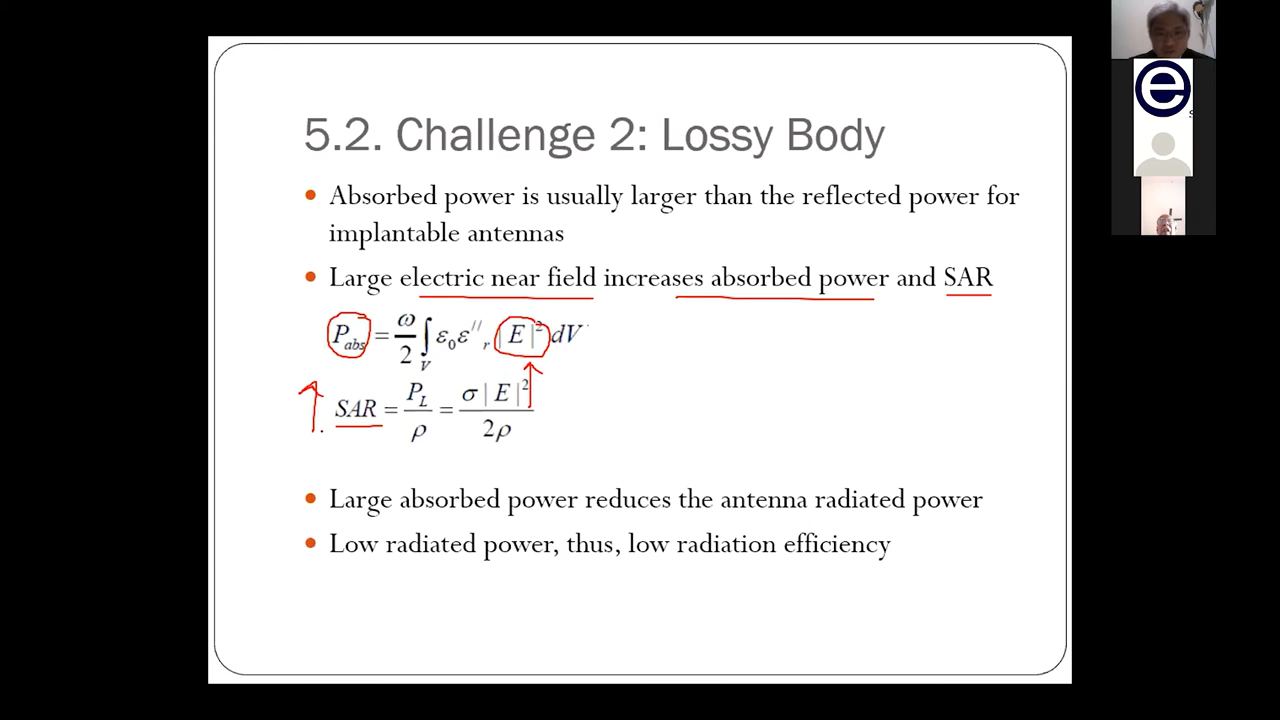 5.2. Challenge 2: Lossy Body
• Absorbed power is usually larger than the reflected power for
implantable antennas
• Large electric near field increases absorbed power and SAR
P_abs = ω/2 ∫_V ε₀ε''_r |E|² dV
SAR = P_L/ρ = σ|E|²/2ρ
• Large absorbed power reduces the antenna radiated power
• Low radiated power, thus, low radiation efficiency
e
s